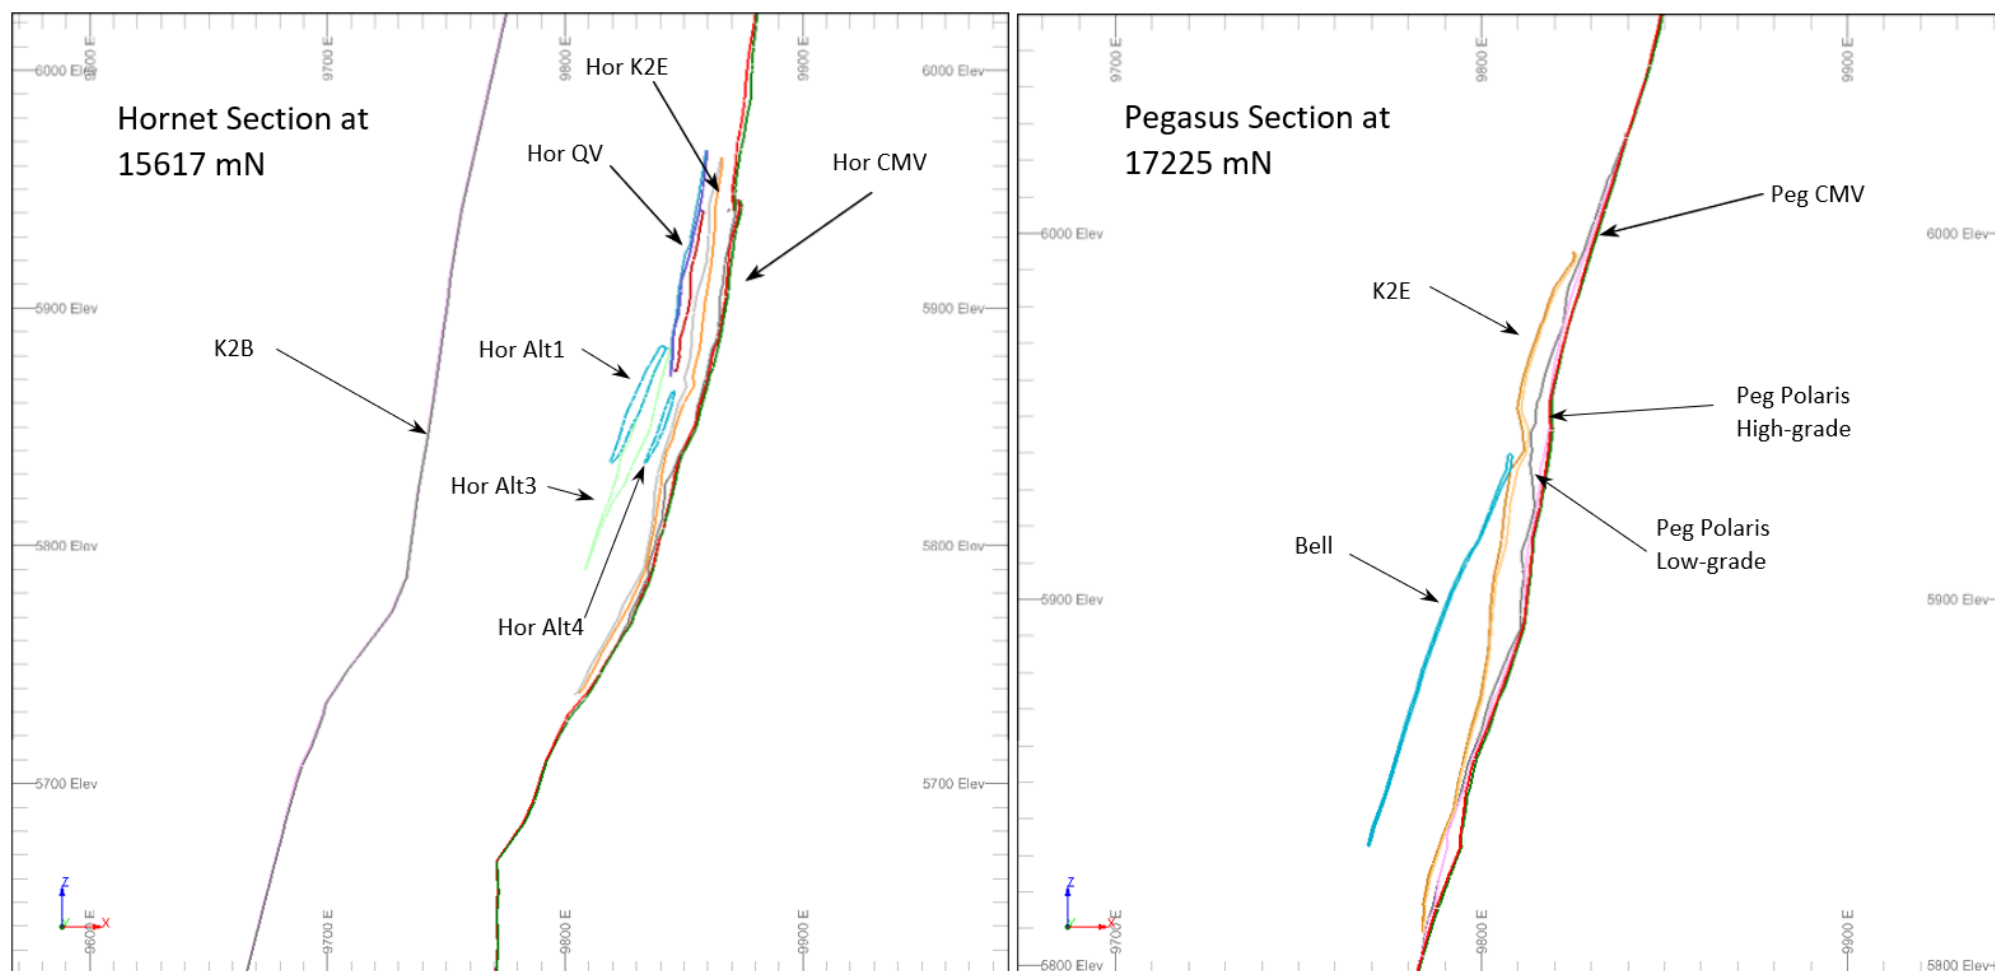 9600 E
9700 E
9800 E
9900 E
6000 Elev
6000 Elev
Hornet Section at
15617 mN
Hor K2E
Hor QV
Hor CMV
5900 Elev
5900 Elev
K2B
Hor Alt1
Hor Alt3
5800 Elev
5800 Elev
Hor Alt4
5700 Elev
5700 Elev
Z
Y
X
9600 E
9700 E
9800 E
9900 E
9700 E
9800 E
9900 E
Pegasus Section at
17225 mN
Peg CMV
6000 Elev
6000 Elev
K2E
Peg Polaris
High-grade
Peg Polaris
Low-grade
Bell
5900 Elev
5900 Elev
Z
Y
X
9700 E
9800 E
9900 E
5800 Elev
5800 Elev